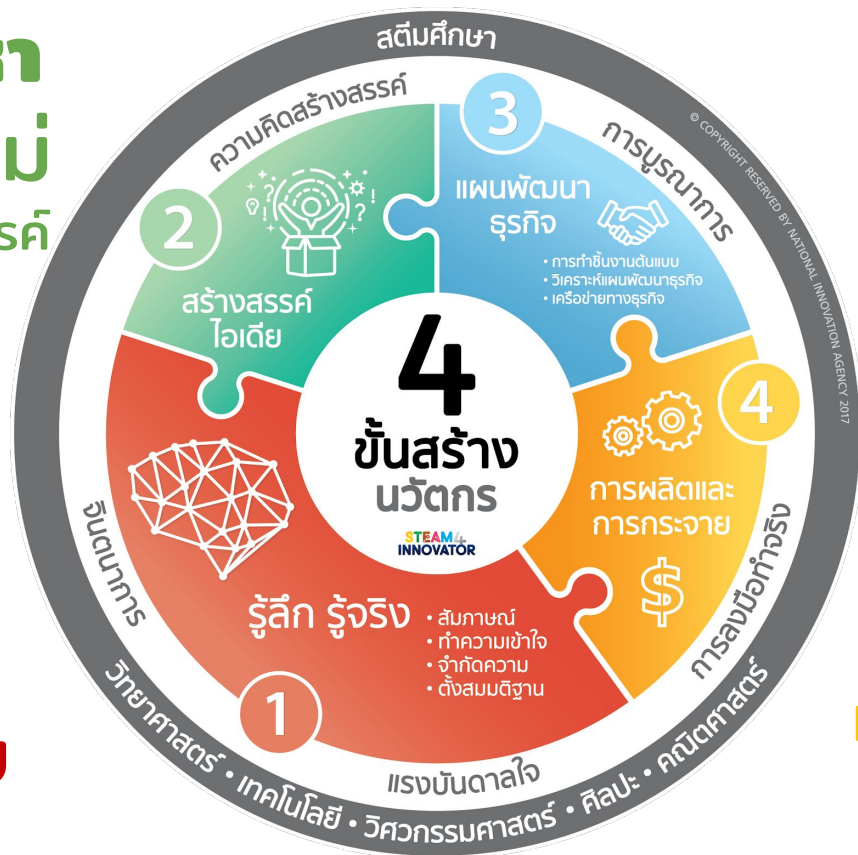 สตีมศึกษา
ความคิดสร้างสรรค์
การบูรณาการ
© COPYRIGHT RESERVED BY NATIONAL INNOVATION AGENCY 2017
3
แผนพัฒนา
ธุรกิจ
• การทำชิ้นงานต้นแบบ
• วิเคราะห์แผนพัฒนาธุรกิจ
• เครือข่ายทางธุรกิจ
2
สร้างสรรค์
ไอเดีย
4
ขั้นสร้าง
นวัตกร
STEAM4
INNOVATOR
4
การผลิตและ
การกระจาย
$
การลงมือทำจริง
จินตนาการ
รู้ลึก รู้จริง
• สัมภาษณ์
• ทำความเข้าใจ
• จำกัดความ
• ตั้งสมมติฐาน
1
แรงบันดาลใจ
วิทยาศาสตร์ • เทคโนโลยี • วิศวกรรมศาสตร์ • ศิลปะ • คณิตศาสตร์